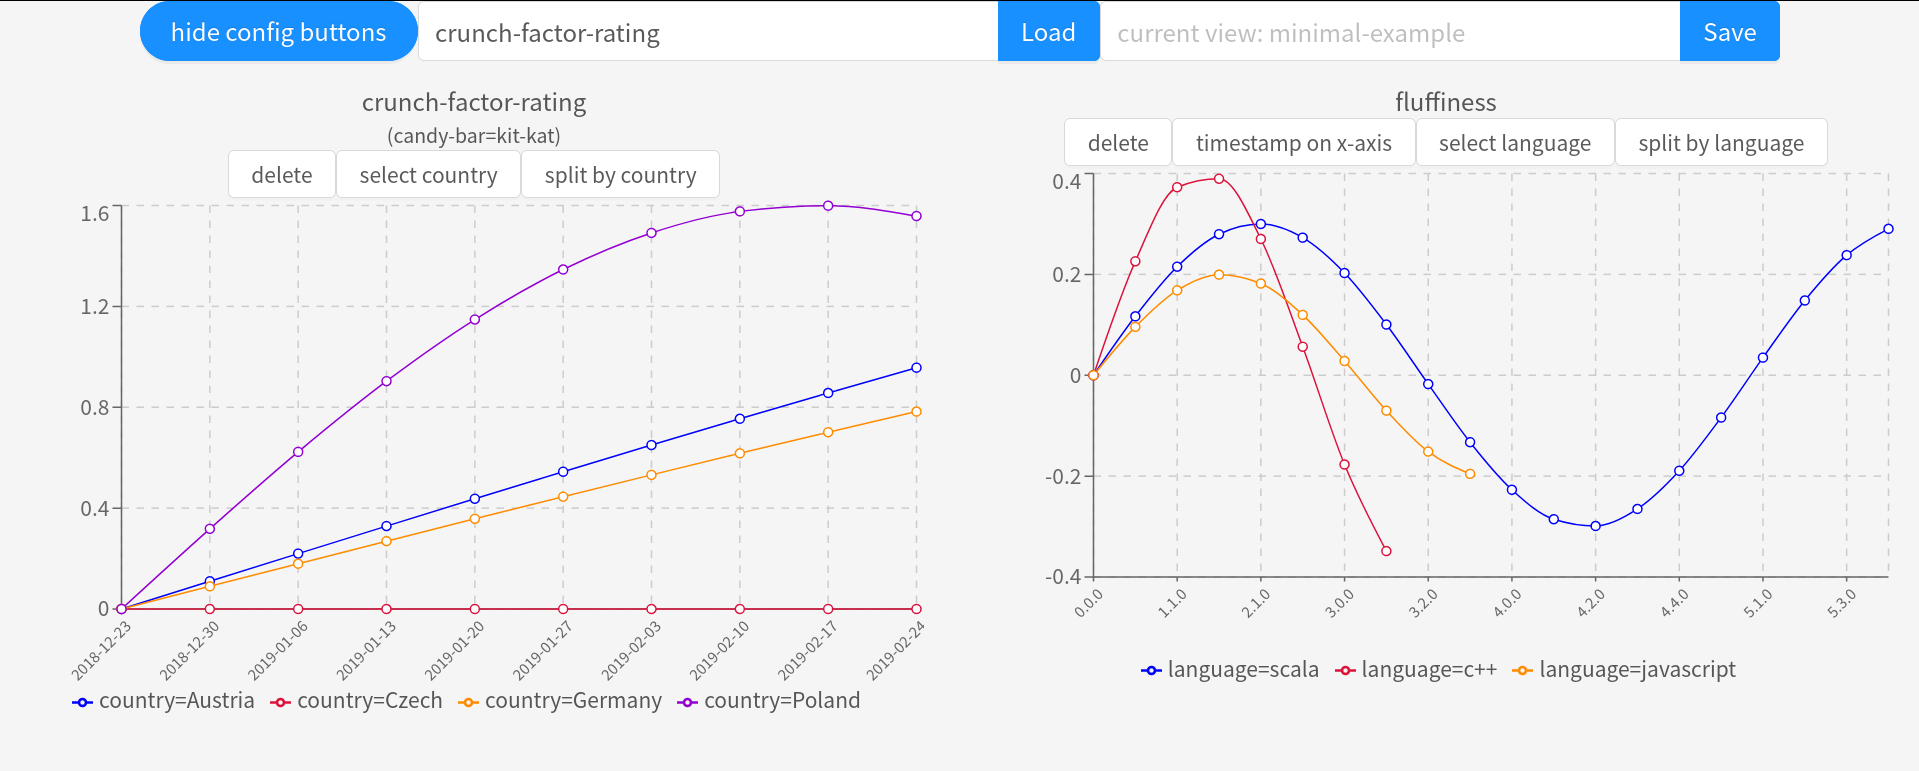 hide config buttons crunch-factor-rating Load current view: minimal-example Save
crunch-factor-rating
(candy-bar=kit-kat)
delete select country split by country
1.6
1.2
0.8
0.4
0
2018-12-23 2018-12-30 2019-01-06 2019-01-13 2019-01-20 2019-01-27 2019-02-03 2019-02-10 2019-02-17 2019-02-24
country=Austria country=Czech country=Germany country=Poland
fluffiness
delete timestamp on x-axis select language split by language
0.4
0.2
0
-0.2
-0.4
0.0.0 1.1.0 2.1.0 3.0.0 3.2.0 4.0.0 4.2.0 4.4.0 5.1.0 5.3.0
language=scala language=c++ language=javascript